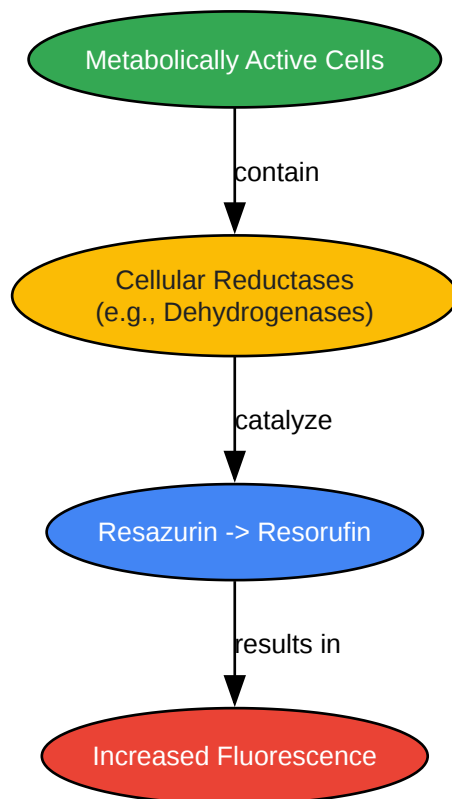 Metabolically Active Cells
contain
Cellular Reductases
(e.g., Dehydrogenases)
catalyze
Resazurin -> Resorufin
results in
Increased Fluorescence